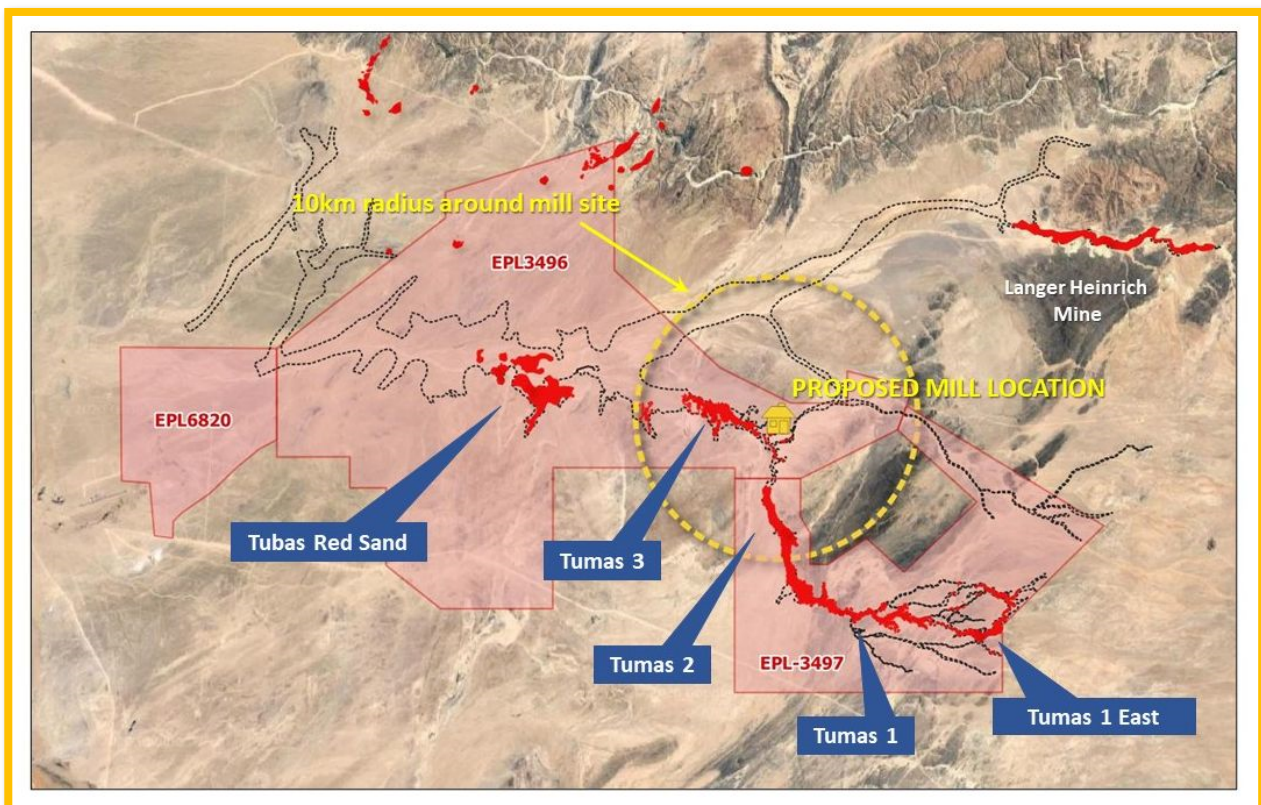 10km radius around mill site
EPL3496
Langer Heinrich
Mine
PROPOSED MILL LOCATION
EPL6820
Tubas Red Sand
Tumas 3
Tumas 2
EPL-3497
Tumas 1 East
Tumas 1